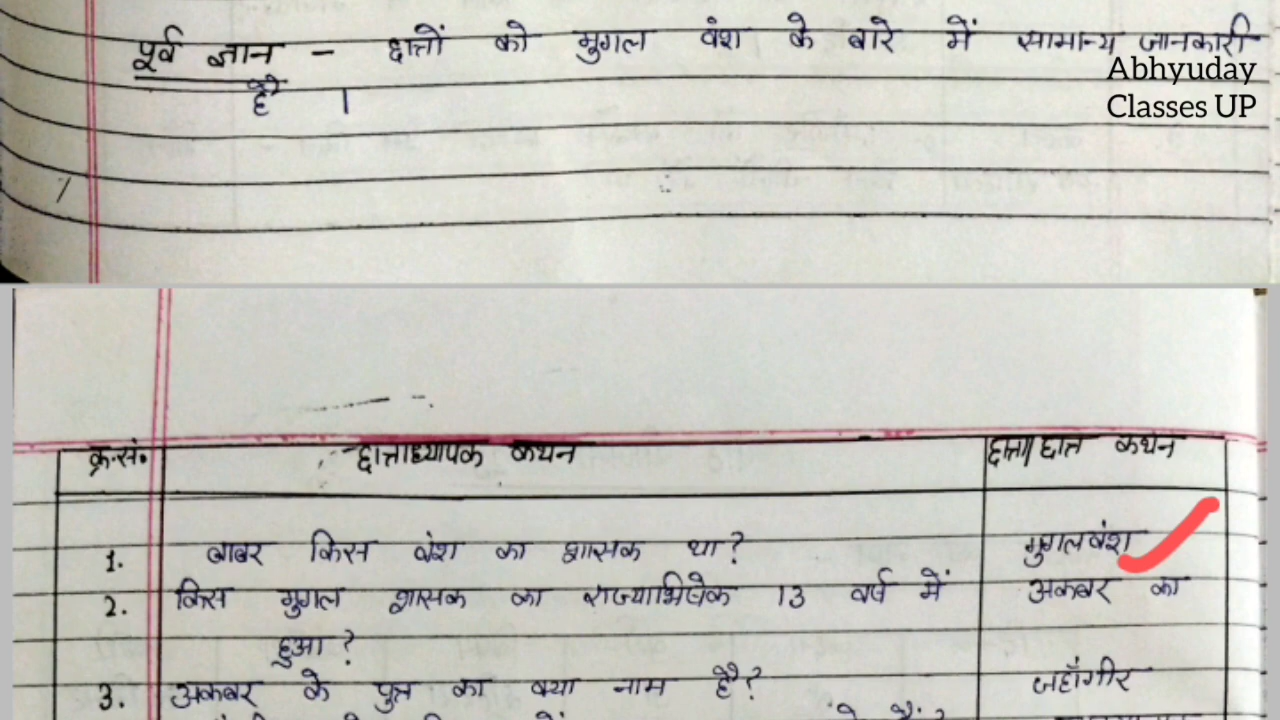 पूर्व ज्ञान - छात्रों को मुगल वंश के बारे में सामान्य जानकारी
है ।
Abhyuday
Classes UP
क्र.सं. छात्राध्यापक कथन छात्रा/छात्र कथन
1. बाबर किस वंश का शासक था? मुगल वंश
2. किस मुगल शासक का राज्याभिषेक 13 वर्ष में अकबर का
हुआ?
3. अकबर के पुत्र का क्या नाम है? जहाँगीर